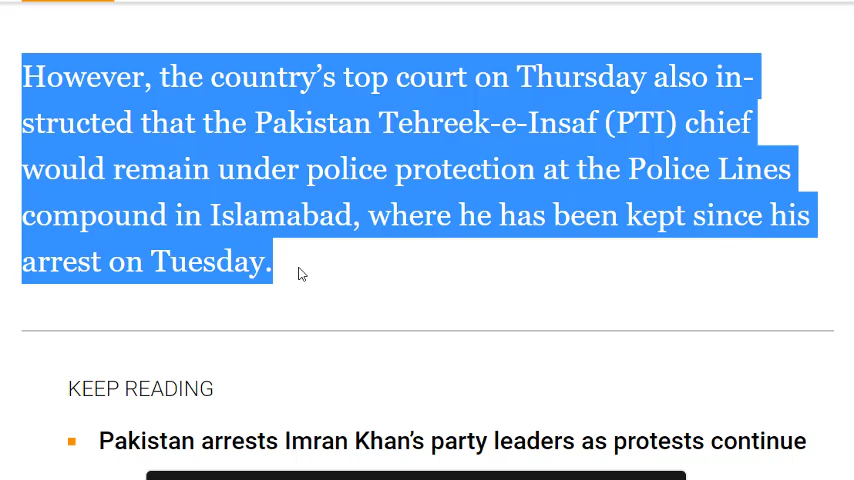 However, the country’s top court on Thursday also in-
structed that the Pakistan Tehreek-e-Insaf (PTI) chief
would remain under police protection at the Police Lines
compound in Islamabad, where he has been kept since his
arrest on Tuesday.
KEEP READING
Pakistan arrests Imran Khan’s party leaders as protests continue